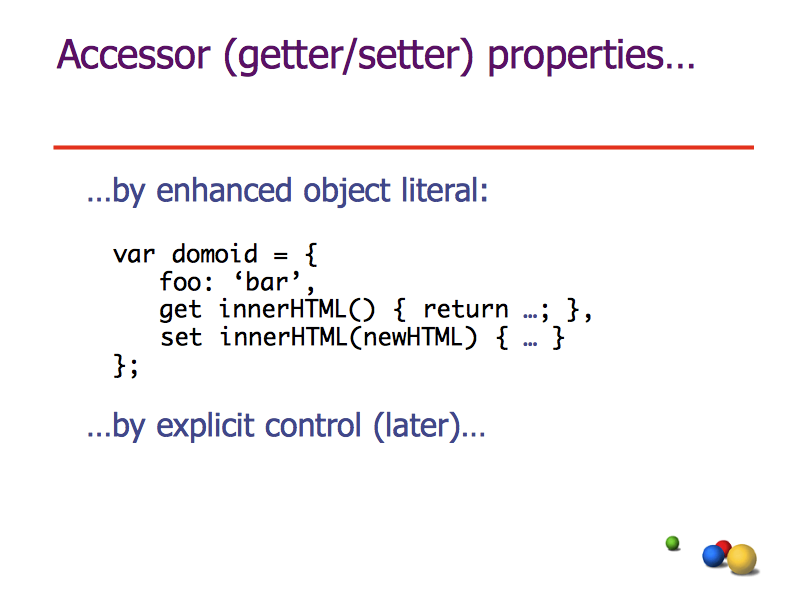 Accessor (getter/setter) properties…
…by enhanced object literal:
var domoid = {
foo: ‘bar’,
get innerHTML() { return …; },
set innerHTML(newHTML) { … }
};
…by explicit control (later)…